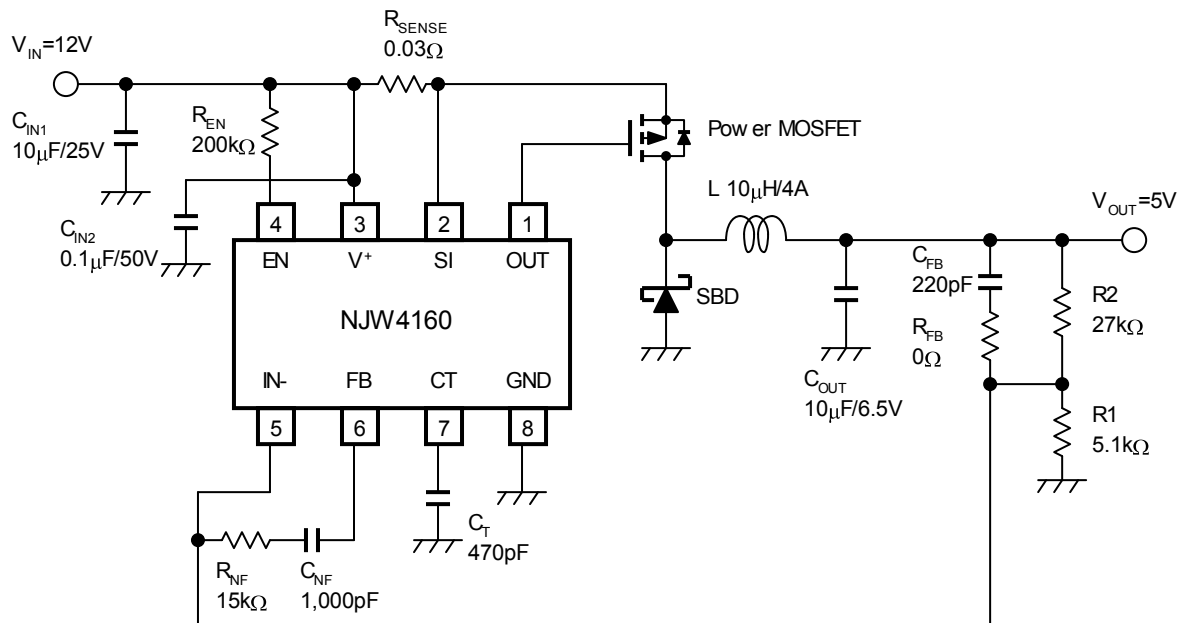 R_SENSE
0.03Ω
V_IN=12V
C_IN1
10μF/25V
R_EN
200kΩ
Power MOSFET
L 10μH/4A
V_OUT=5V
C_IN2
0.1μF/50V
4
3
2
1
EN
V⁺
SI
OUT
NJW4160
IN-
FB
CT
GND
5
6
7
8
SBD
C_FB
220pF
R_FB
0Ω
R2
27kΩ
C_OUT
10μF/6.5V
R1
5.1kΩ
C_T
470pF
R_NF
15kΩ
C_NF
1,000pF